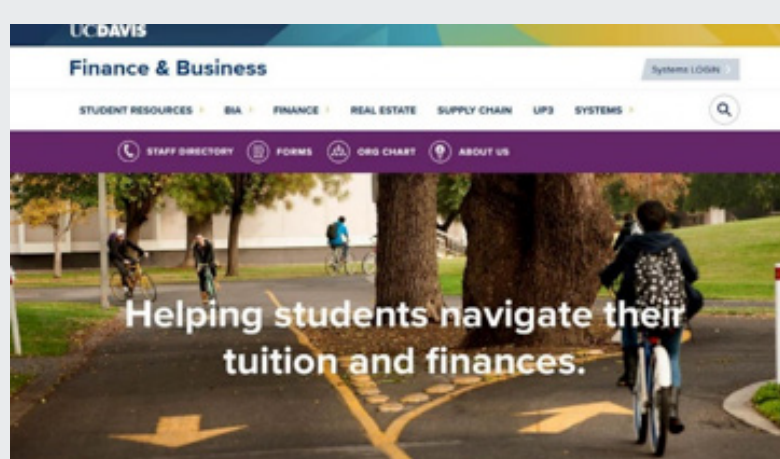 UCDAVIS
Finance & Business
Systems LOGIN
STUDENT RESOURCES BIA FINANCE REAL ESTATE SUPPLY CHAIN UP3 SYSTEMS
STAFF DIRECTORY FORMS ORG CHART ABOUT US
Helping students navigate their
tuition and finances.